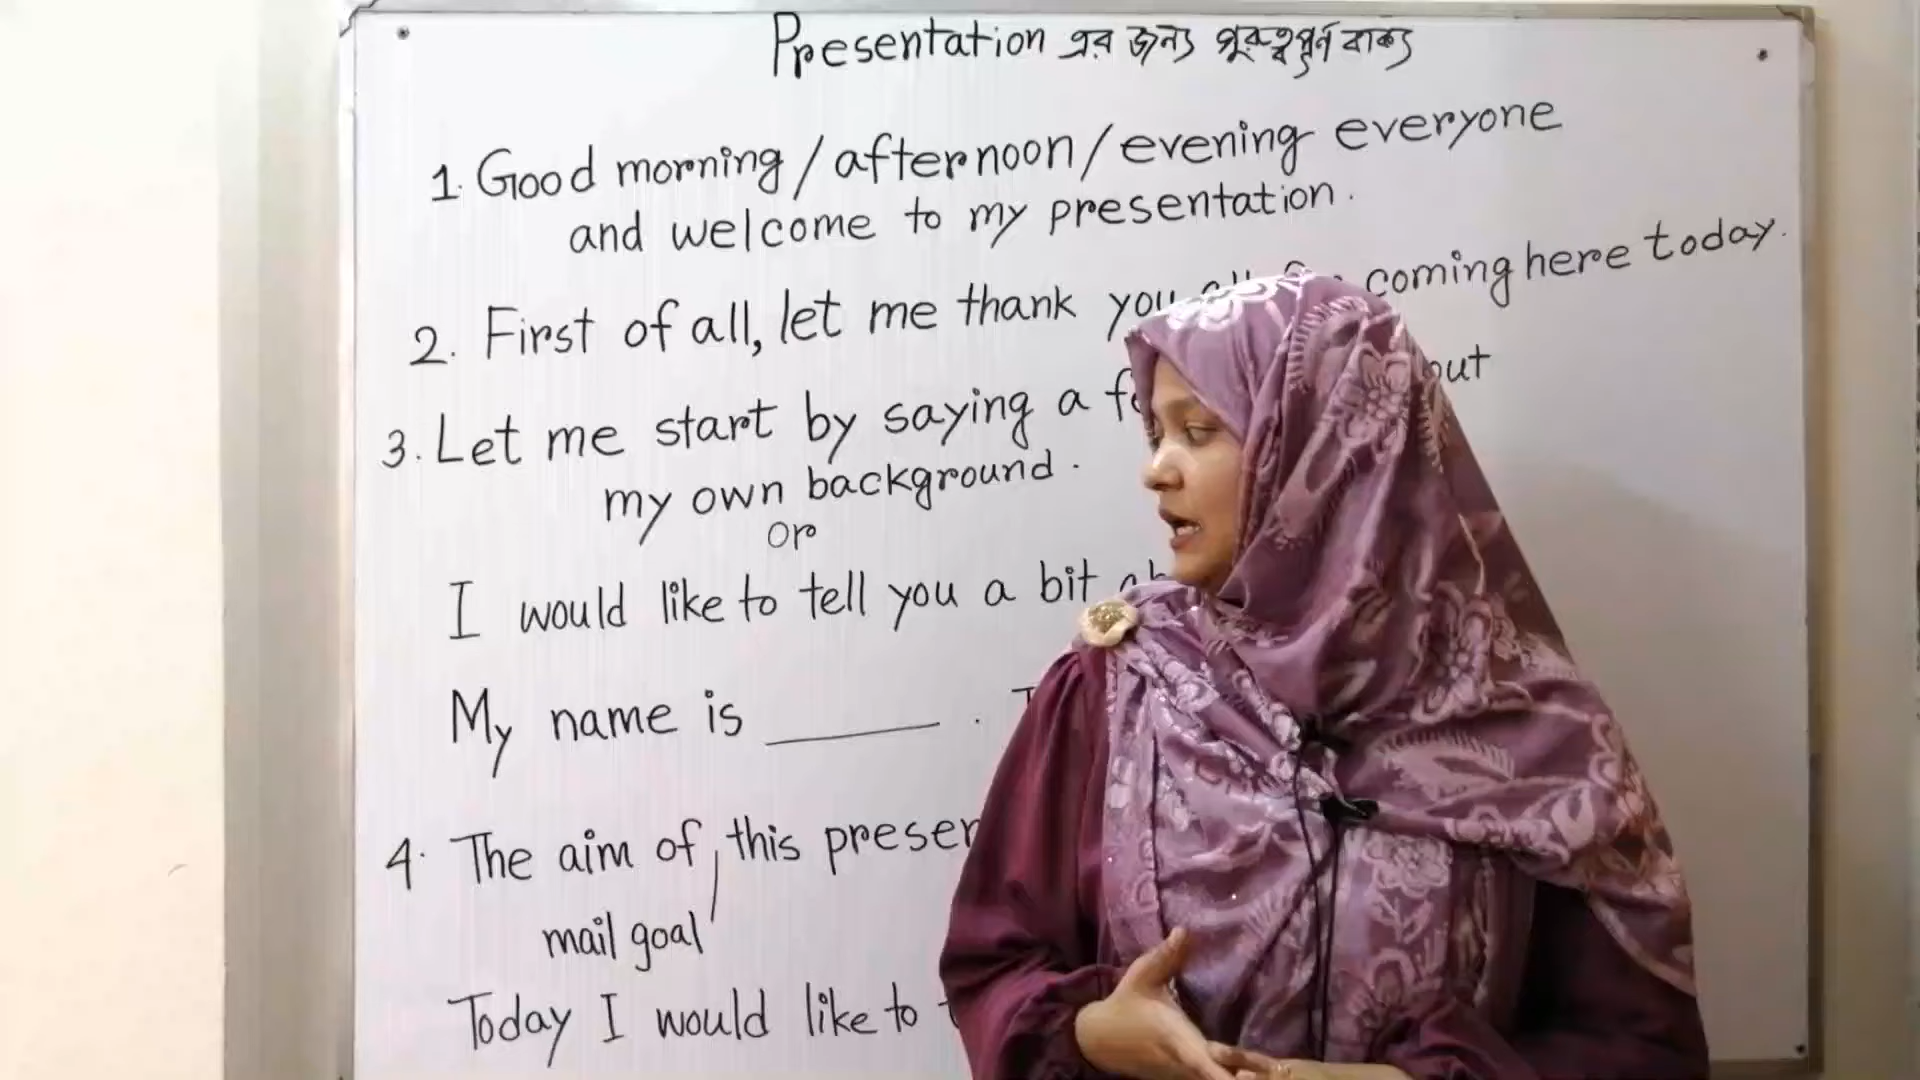 Presentation এর জন্য গুরুত্বপূর্ন বাক্য
1. Good morning / afternoon / evening everyone
and welcome to my presentation.
2. First of all, let me thank you coming here today.
3. Let me start by saying a
my own background.
or
I would like to tell you a bit
My name is ______ .
4. The aim of / this
mail goal
Today I would like to